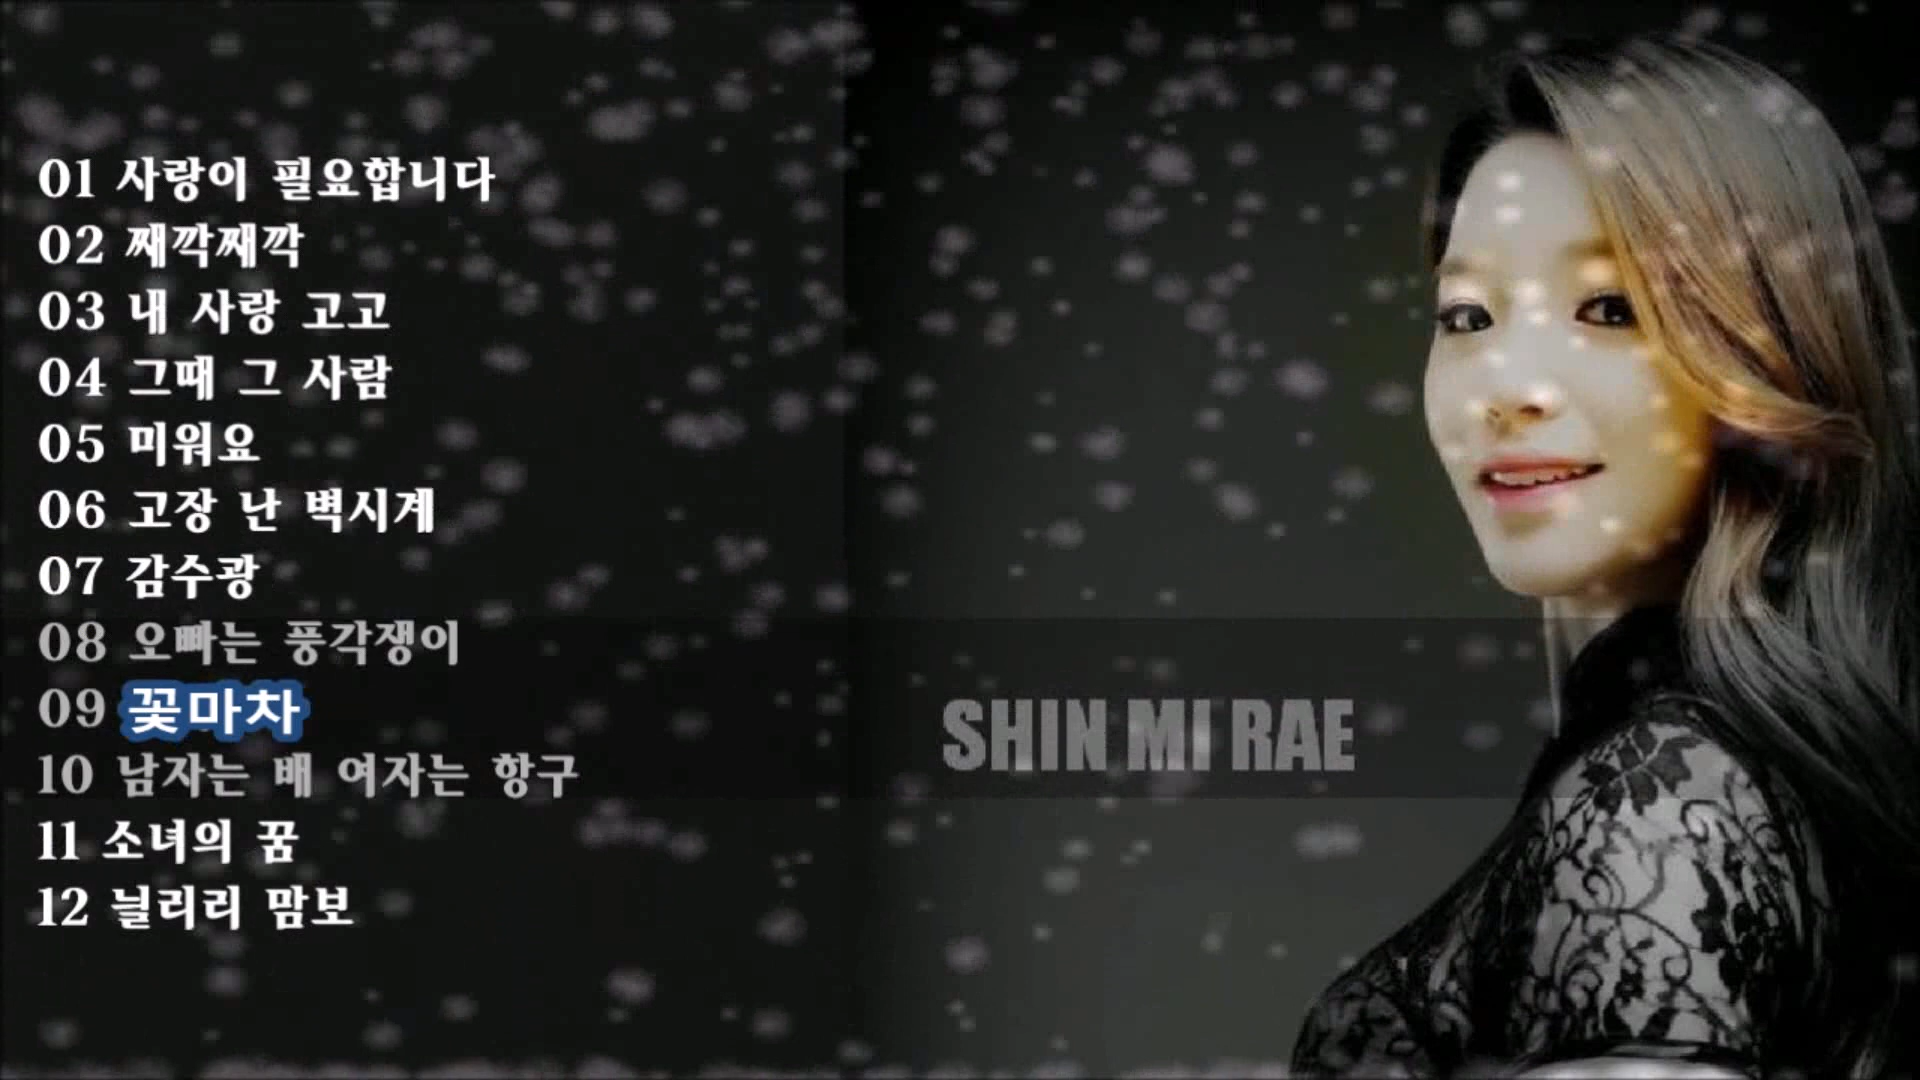 01 사랑이 필요합니다
02 째깍째깍
03 내 사랑 고고
04 그때 그 사람
05 미워요
06 고장 난 벽시계
07 감수광
08 오빠는 풍각쟁이
09 꽃마차
10 남자는 배 여자는 항구
11 소녀의 꿈
12 닐리리 맘보
SHIN MI RAE